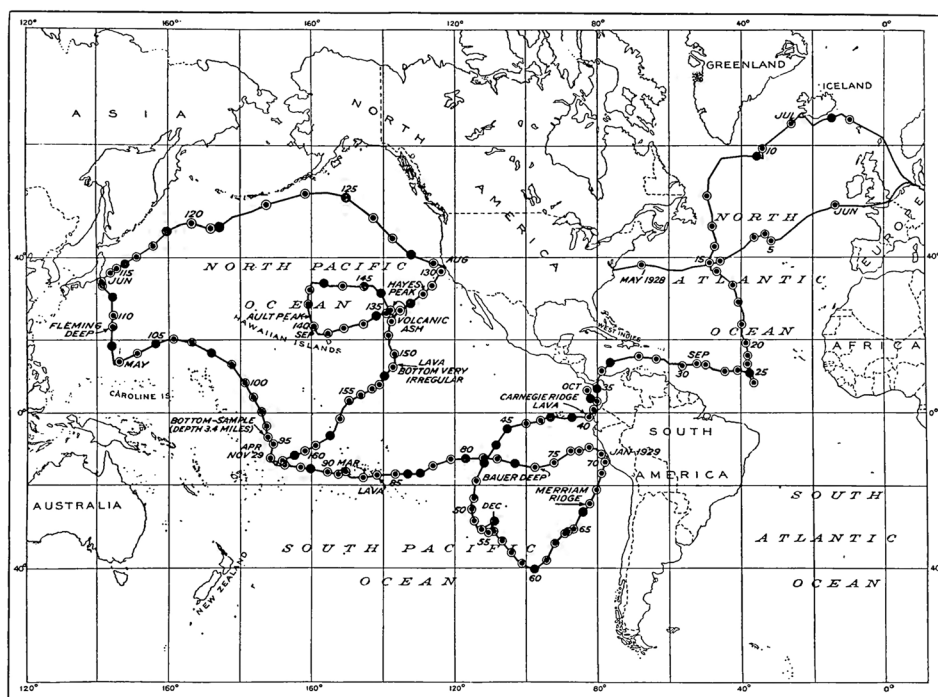 120° 160° 160° 120° 80° 40° 0°
GREENLAND
ICELAND
ASIA
NORTH
AMERICA
JUL
10
125
120
NORTH
JUN
5
EUROPE
40°
115
JUN
NORTH PACIFIC
AUG
130
15
MAY 1928
ATLANTIC
40°
145
HAYES
PEAK
OCEAN
135
AULT PEAK
140
SEP
VOLCANIC
ASH
HAWAIIAN ISLANDS
110
FLEMING
DEEP
OCEAN
WEST INDIES
20
AFRICA
105
MAY
150
LAVA
BOTTOM VERY
IRREGULAR
SEP
30
25
CAROLINE IS.
100
155
OCT
35
CARNEGIE RIDGE
LAVA
0°
40
0°
45
BOTTOM-SAMPLE
(DEPTH 3.4 MILES)
95
SOUTH
AMERICA
APR
NOV 29
160
90 MAR
80
75
JAN 1929
70
LAVA
85
BAUER DEEP
MERRIAM
RIDGE
AUSTRALIA
SOUTH
50
DEC
55
65
SOUTH PACIFIC
ATLANTIC
OCEAN
60
OCEAN
40°
40°
NEW ZEALAND
120° 160° 160° 120° 80° 40° 0°